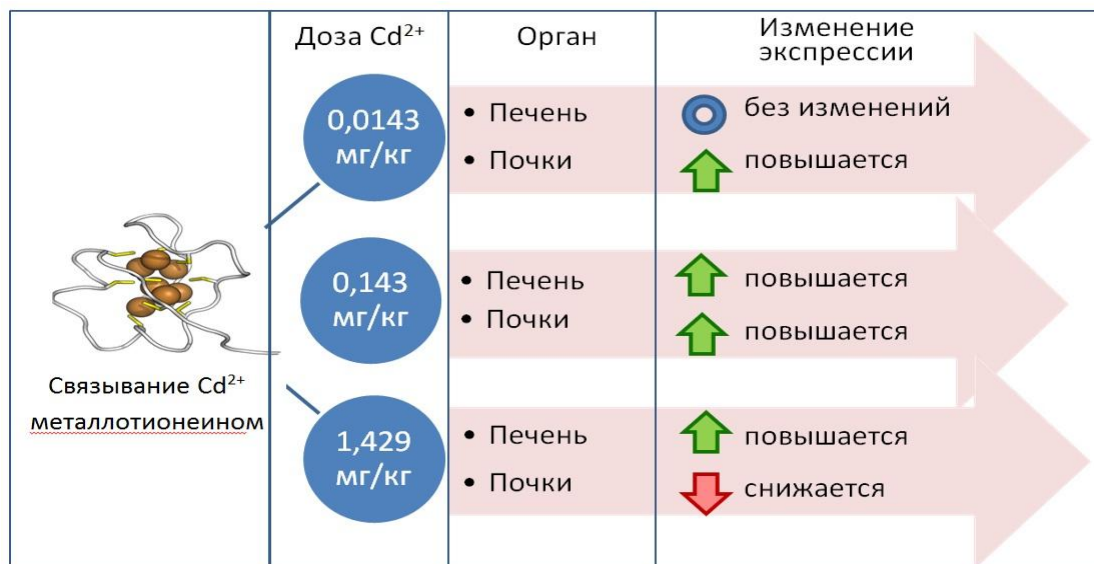 Доза Cd²⁺
Орган
Изменение
экспрессии
0,0143
мг/кг
• Печень
• Почки
без изменений
повышается
0,143
мг/кг
• Печень
• Почки
повышается
повышается
Связывание Cd²⁺
металлотионеином
1,429
мг/кг
• Печень
• Почки
повышается
снижается